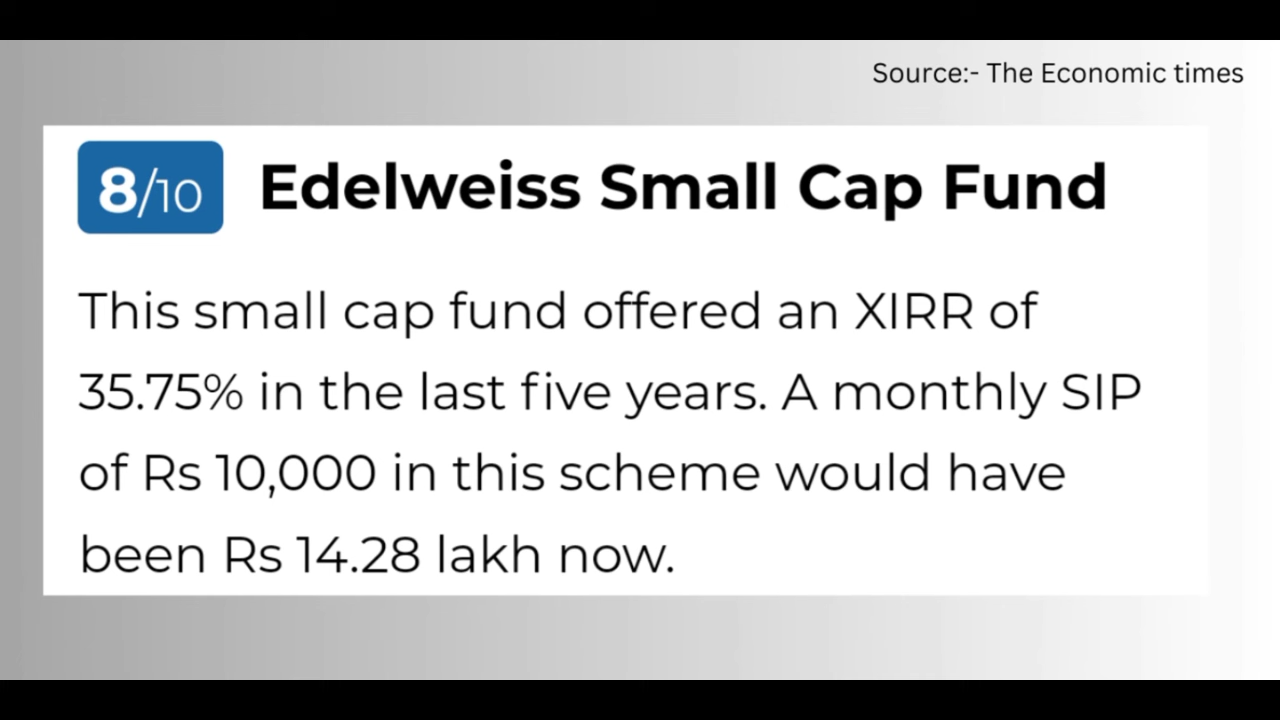 Source:- The Economic times
8/10 Edelweiss Small Cap Fund
This small cap fund offered an XIRR of
35.75% in the last five years. A monthly SIP
of Rs 10,000 in this scheme would have
been Rs 14.28 lakh now.